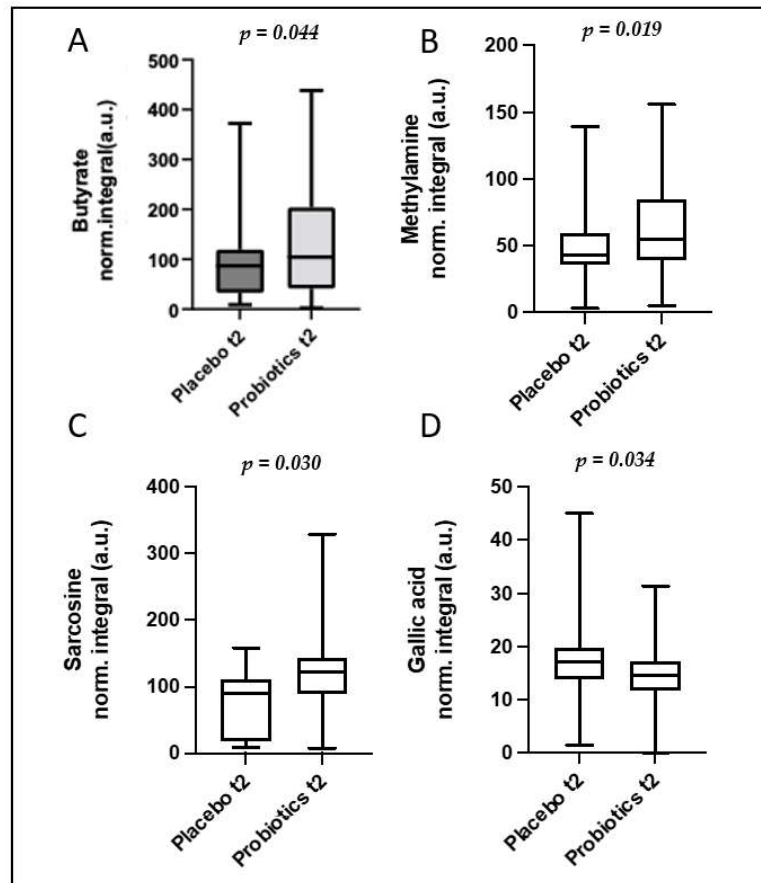 A
p = 0.044
Butyrate
norm.integral(a.u.)
500
400
300
200
100
0
Placebo t2
Probiotics t2
B
p = 0.019
Methylamine
norm. integral (a.u.)
200
150
100
50
0
Placebo t2
Probiotics t2
C
p = 0.030
Sarcosine
norm. integral (a.u.)
400
300
200
100
0
Placebo t2
Probiotics t2
D
p = 0.034
Gallic acid
norm. integral (a.u.)
50
40
30
20
10
0
Placebo t2
Probiotics t2